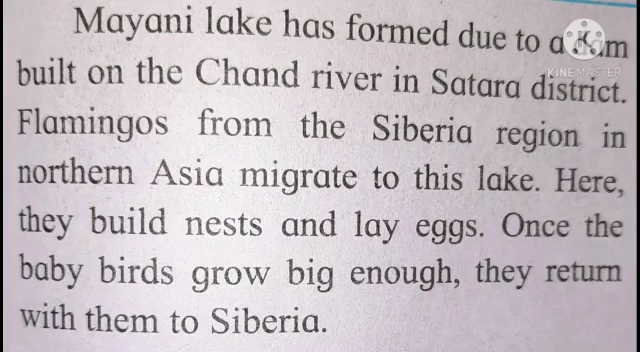 Mayani lake has formed due to a dam
KINEMASTER
built on the Chand river in Satara district.
Flamingos from the Siberia region in
northern Asia migrate to this lake. Here,
they build nests and lay eggs. Once the
baby birds grow big enough, they return
with them to Siberia.